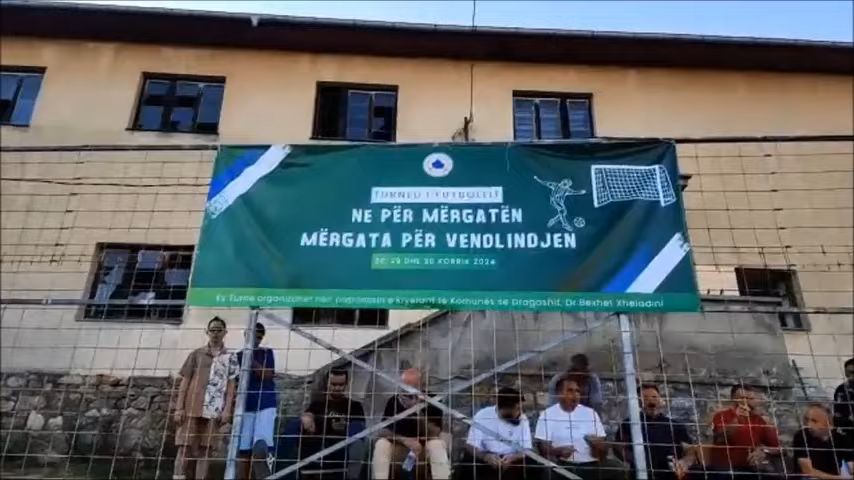 TURNEU I FUTBOLLIT
NE PËR MËRGATËN
MËRGATA PËR VENDLINDJEN
28, 29 DHE 30 KORRIK 2024
Ky Turne organizohet nën patronatin e Kryetarit të Komunës së Dragashit, Dr.Bexhet Xheladini